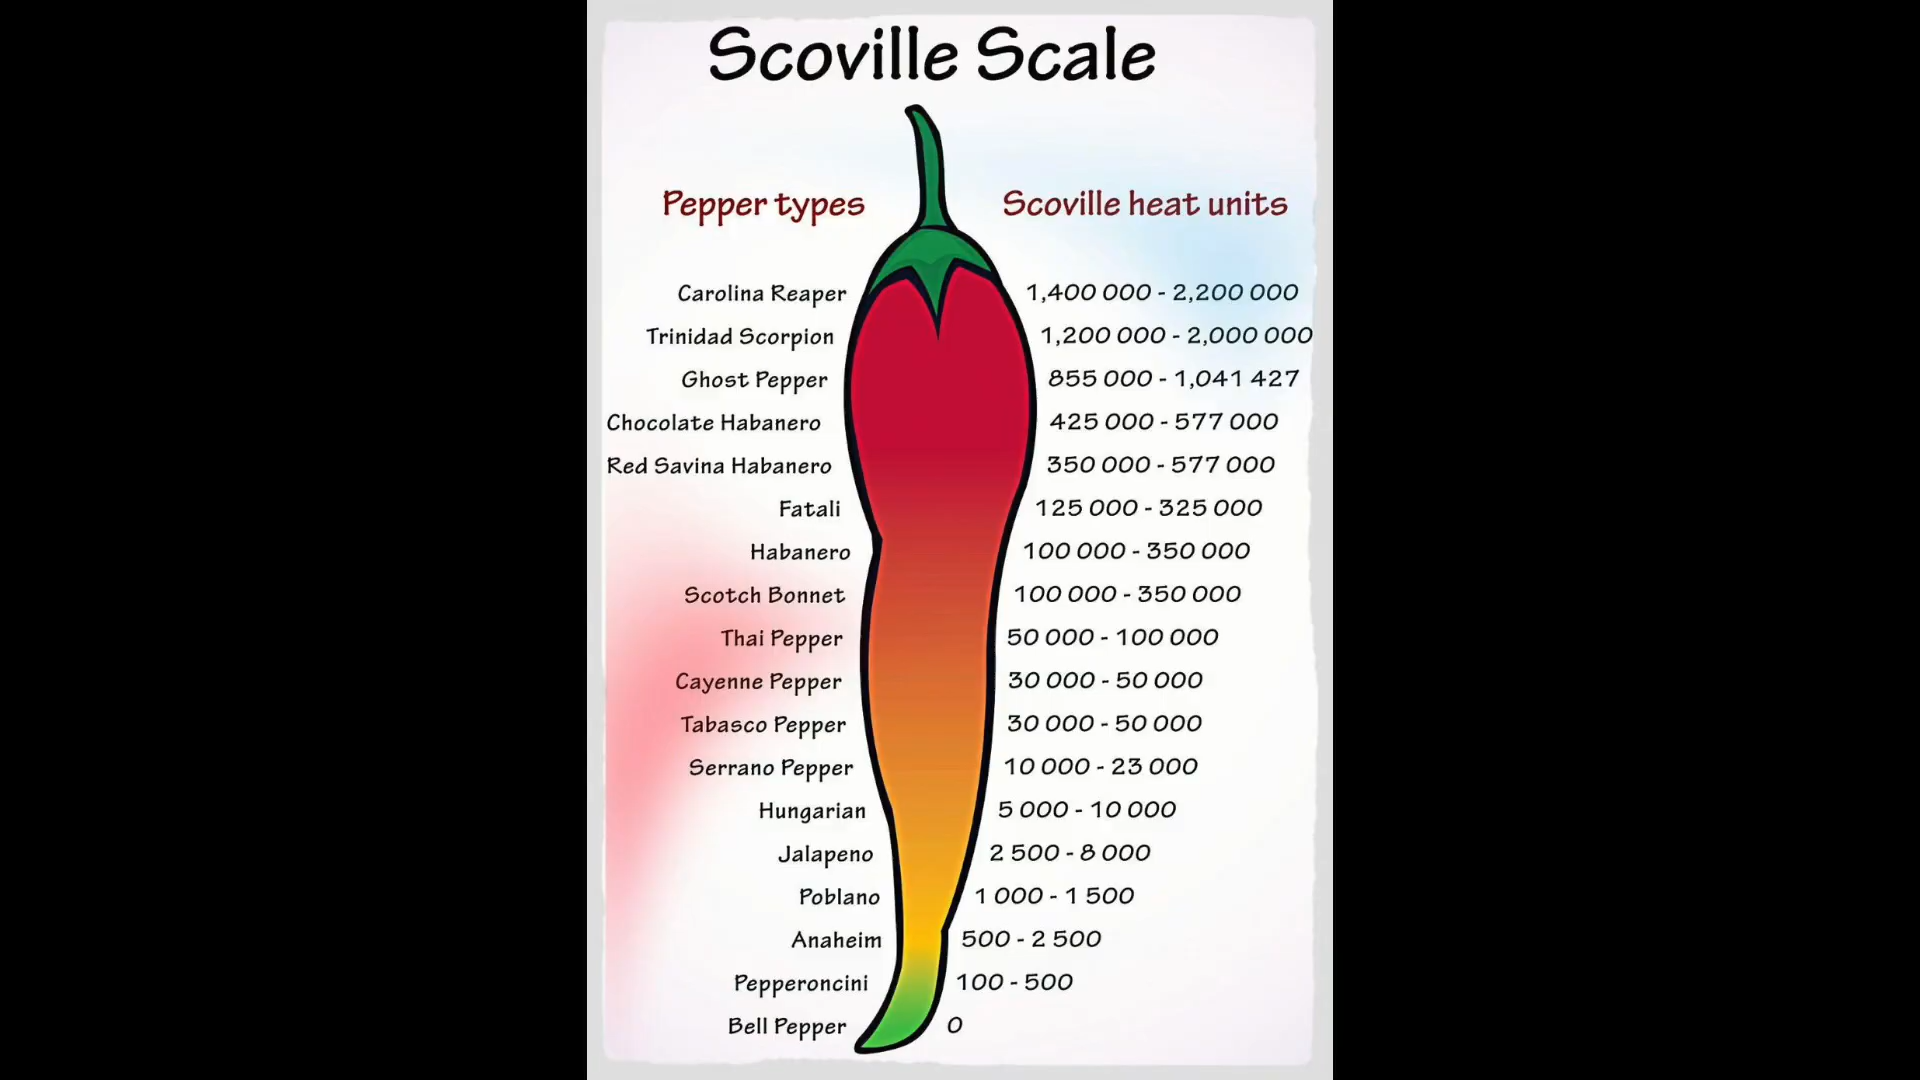 Scoville Scale
Pepper types Scoville heat units
Carolina Reaper 1,400 000 - 2,200 000
Trinidad Scorpion 1,200 000 - 2,000 000
Ghost Pepper 855 000 - 1,041 427
Chocolate Habanero 425 000 - 577 000
Red Savina Habanero 350 000 - 577 000
Fatali 125 000 - 325 000
Habanero 100 000 - 350 000
Scotch Bonnet 100 000 - 350 000
Thai Pepper 50 000 - 100 000
Cayenne Pepper 30 000 - 50 000
Tabasco Pepper 30 000 - 50 000
Serrano Pepper 10 000 - 23 000
Hungarian 5 000 - 10 000
Jalapeno 2 500 - 8 000
Poblano 1 000 - 1 500
Anaheim 500 - 2 500
Pepperoncini 100 - 500
Bell Pepper 0